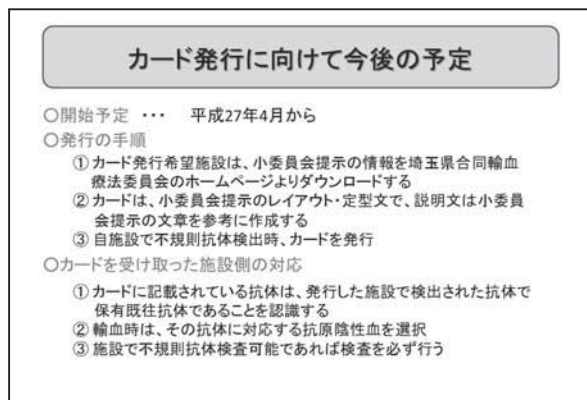 カード発行に向けて今後の予定
○開始予定 ・・・ 平成27年4月から
○発行の手順
① カード発行希望施設は、小委員会提示の情報を埼玉県合同輸血
療法委員会のホームページよりダウンロードする
② カードは、小委員会提示のレイアウト・定型文で、説明文は小委員
会提示の文章を参考に作成する
③ 自施設で不規則抗体検出時、カードを発行
○カードを受け取った施設側の対応
① カードに記載されている抗体は、発行した施設で検出された抗体で
保有既往抗体であることを認識する
② 輸血時は、その抗体に対応する抗原陰性血を選択
③ 施設で不規則抗体検査可能であれば検査を必ず行う